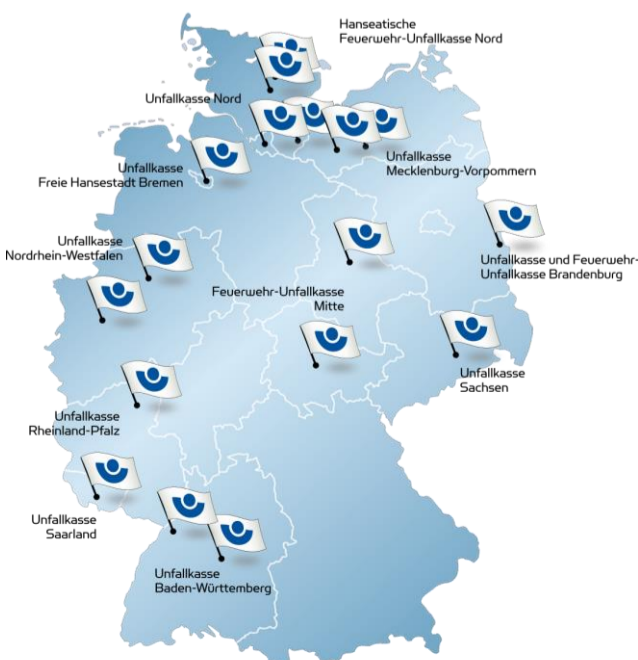 Hanseatische
Feuerwehr-Unfallkasse Nord
Unfallkasse Nord
Unfallkasse
Freie Hansestadt Bremen
Unfallkasse
Mecklenburg-Vorpommern
Unfallkasse
Nordrhein-Westfalen
Unfallkasse und Feuerwehr-
Unfallkasse Brandenburg
Feuerwehr-Unfallkasse
Mitte
Unfallkasse
Sachsen
Unfallkasse
Rheinland-Pfalz
Unfallkasse
Saarland
Unfallkasse
Baden-Württemberg